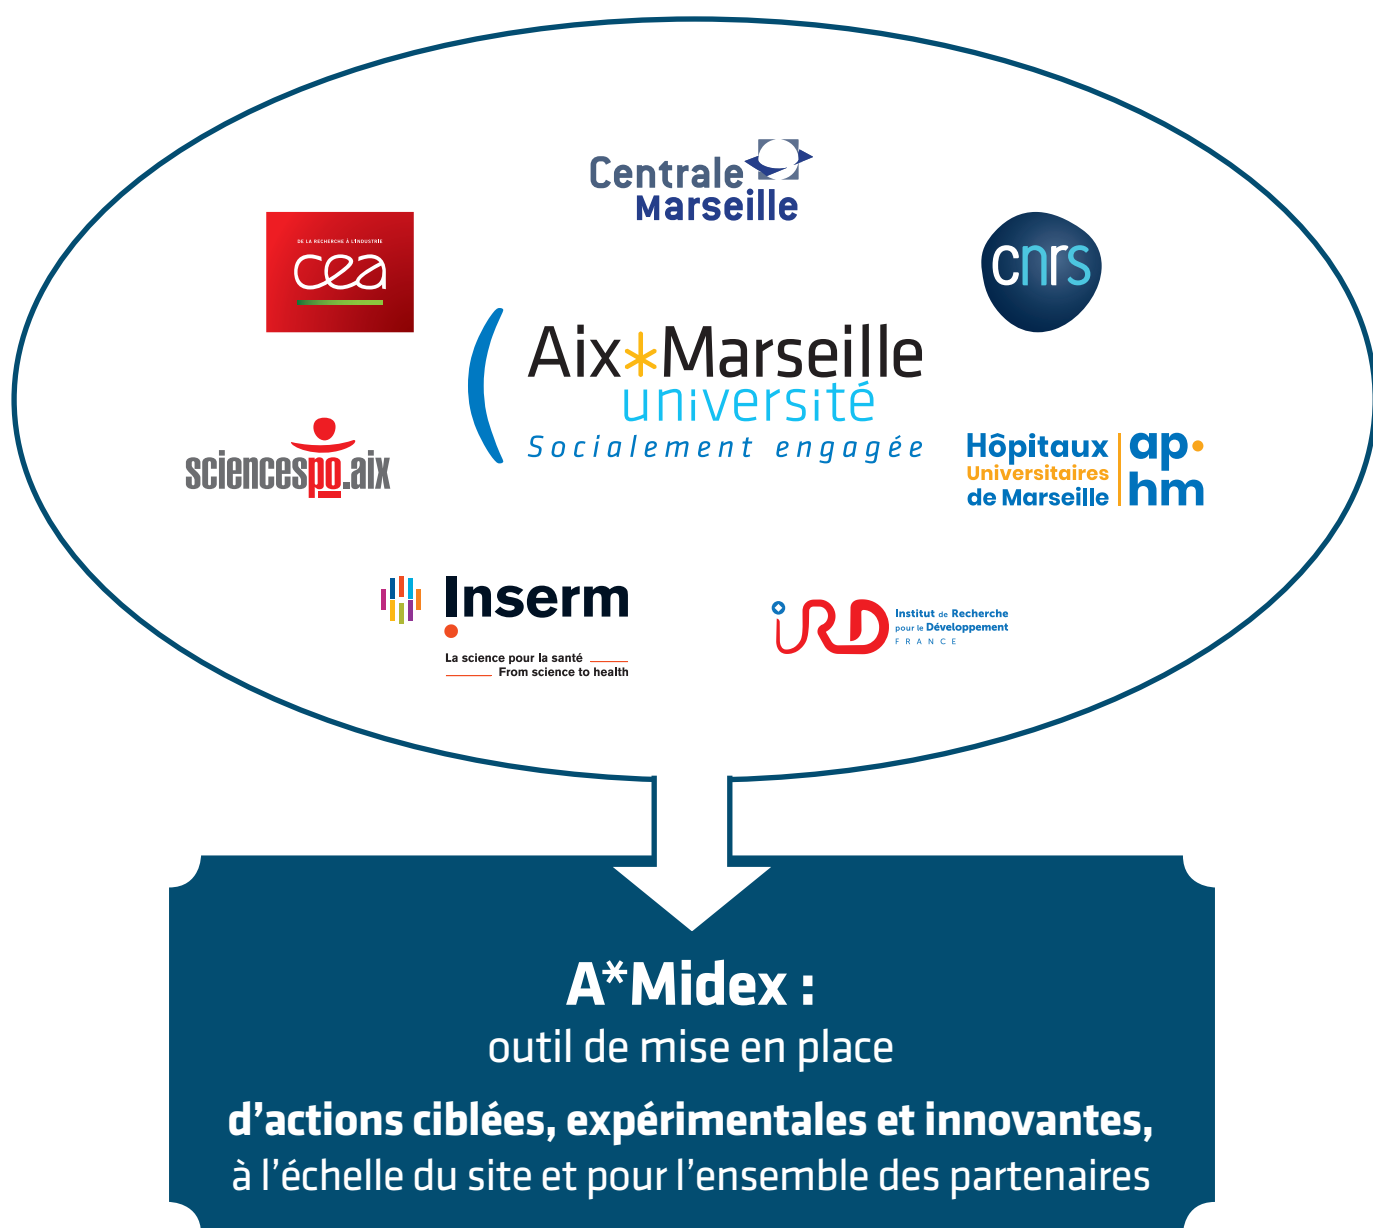 Centrale
Marseille
DE LA RECHERCHE À L'INDUSTRIE
cea
cnrs
Aix*Marseille
université
Socialement engagée
sciencespo.aix
Hôpitaux
Universitaires
de Marseille
ap.
hm
Inserm
La science pour la santé
From science to health
iRD
Institut de Recherche
pour le Développement
FRANCE
A*Midex :
outil de mise en place
d’actions ciblées, expérimentales et innovantes,
à l’échelle du site et pour l’ensemble des partenaires